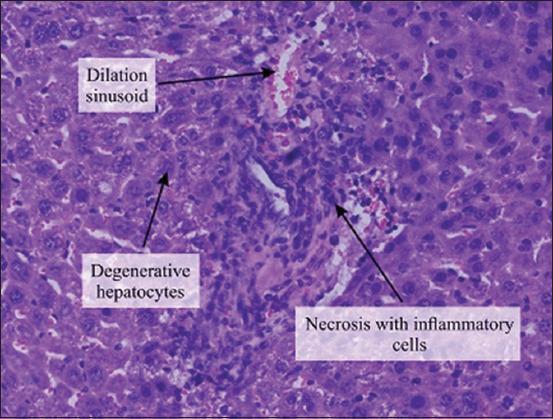 Dilation
sinusoid
Degenerative
hepatocytes
Necrosis with inflammatory
cells